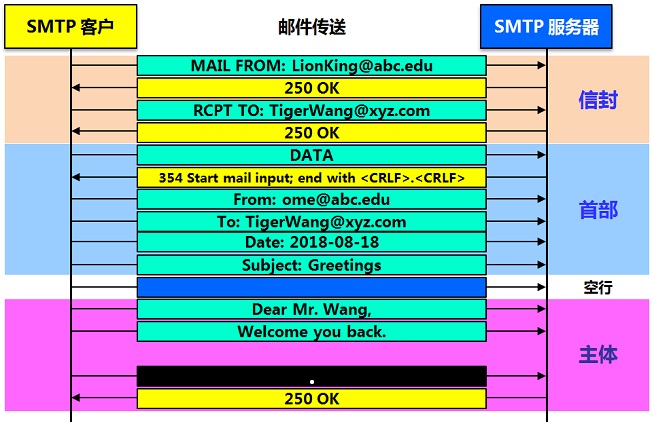 SMTP 客户 邮件传送 SMTP 服务器
MAIL FROM: LionKing@abc.edu
250 OK
信封
RCPT TO: TigerWang@xyz.com
250 OK
DATA
354 Start mail input; end with <CRLF>.<CRLF>
From: ome@abc.edu
首部
To: TigerWang@xyz.com
Date: 2018-08-18
Subject: Greetings
空行
Dear Mr. Wang,
Welcome you back.
主体
.
250 OK